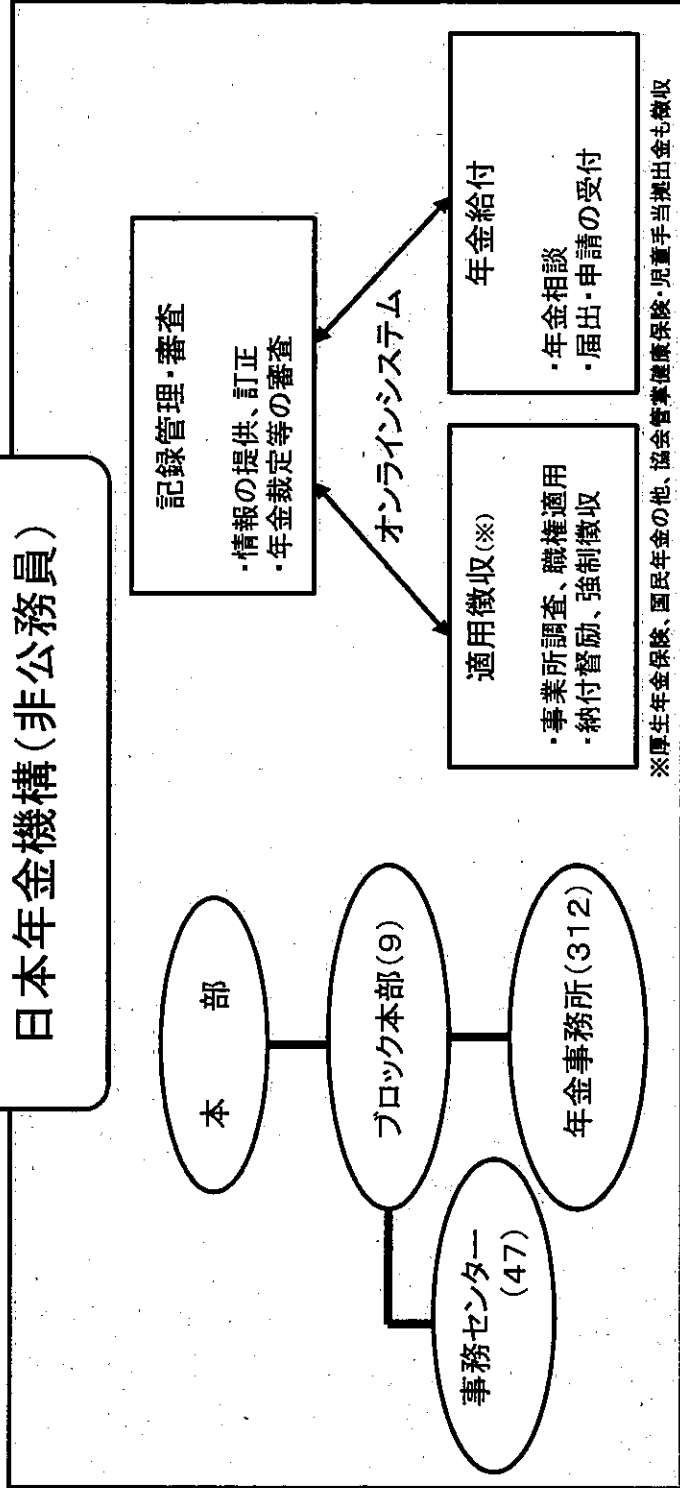 日本年金機構(非公務員)
本　部
ブロック本部(9)
事務センター
(47)
年金事務所(312)
記録管理・審査
・情報の提供、訂正
・年金裁定等の審査
オンラインシステム
適用徴収(※)
・事業所調査、職権適用
・納付督励、強制徴収
年金給付
・年金相談
・届出・申請の受付
※厚生年金保険、国民年金の他、協会管掌健康保険・児童手当拠出金も徴収